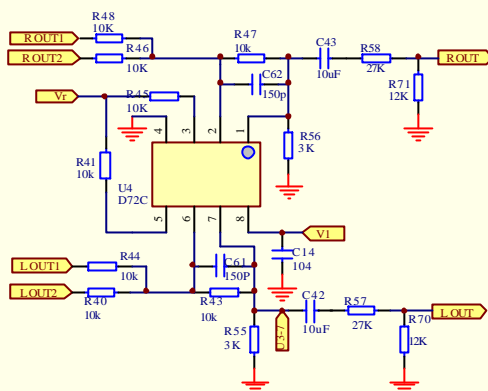 R48
ROUT1
10K
R46
ROUT2
10K
R47
10k
C62
150p
C43
10uF
R58
27K
ROUT
R71
12K
Vr
R45
10K
4
3
2
1
R56
3K
R41
10k
U4
D72C
5
6
7
8
V1
C14
104
R44
LOUT1
10k
C61
150P
LOUT2
R40
10k
R43
10k
C42
10uF
R57
27K
LOUT
R55
3K
U3-7
R70
12K